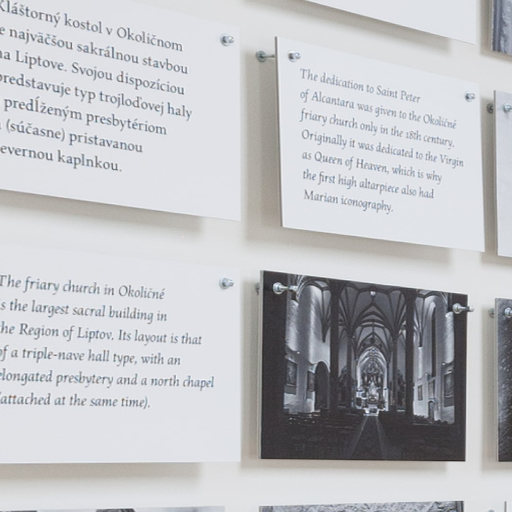 Kláštorný kostol v Okoličnom
e najväčšou sakrálnou stavbou
na Liptove. Svojou dispozíciou
predstavuje typ trojloďovej haly
predĺženým presbytériom
(súčasne) pristavanou
severnou kaplnkou.
The dedication to Saint Peter
of Alcantara was given to the Okoličné
friary church only in the 18th century.
Originally it was dedicated to the Virgin
as Queen of Heaven, which is why
the first high altarpiece also had
Marian iconography.
The friary church in Okoličné
is the largest sacral building in
the Region of Liptov. Its layout is that
of a triple-nave hall type, with an
elongated presbytery and a north chapel
(attached at the same time).